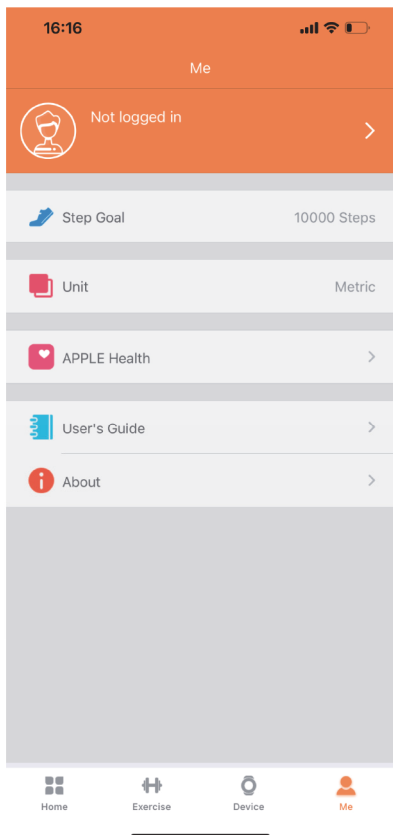 16:16
Me
Not logged in
Step Goal 10000 Steps
Unit Metric
APPLE Health
User's Guide
About
Home Exercise Device Me